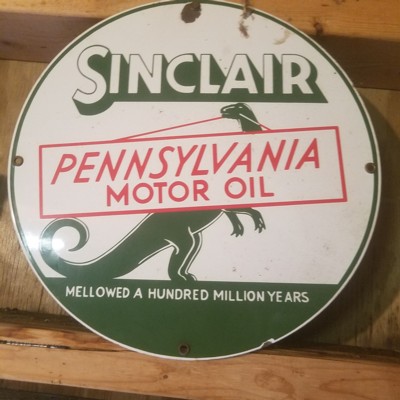 SINCLAIR
PENNSYLVANIA
MOTOR OIL
MELLOWED A HUNDRED MILLION YEARS